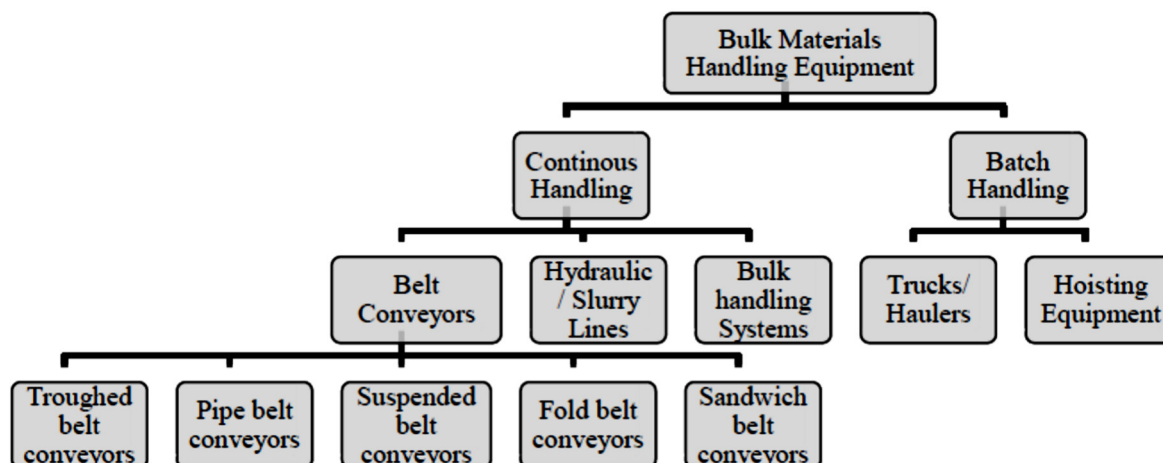 Bulk Materials
Handling Equipment
Continous
Handling
Batch
Handling
Belt
Conveyors
Hydraulic
/ Slurry
Lines
Bulk
handling
Systems
Trucks/
Haulers
Hoisting
Equipment
Troughed
belt
conveyors
Pipe belt
conveyors
Suspended
belt
conveyors
Fold belt
conveyors
Sandwich
belt
conveyors